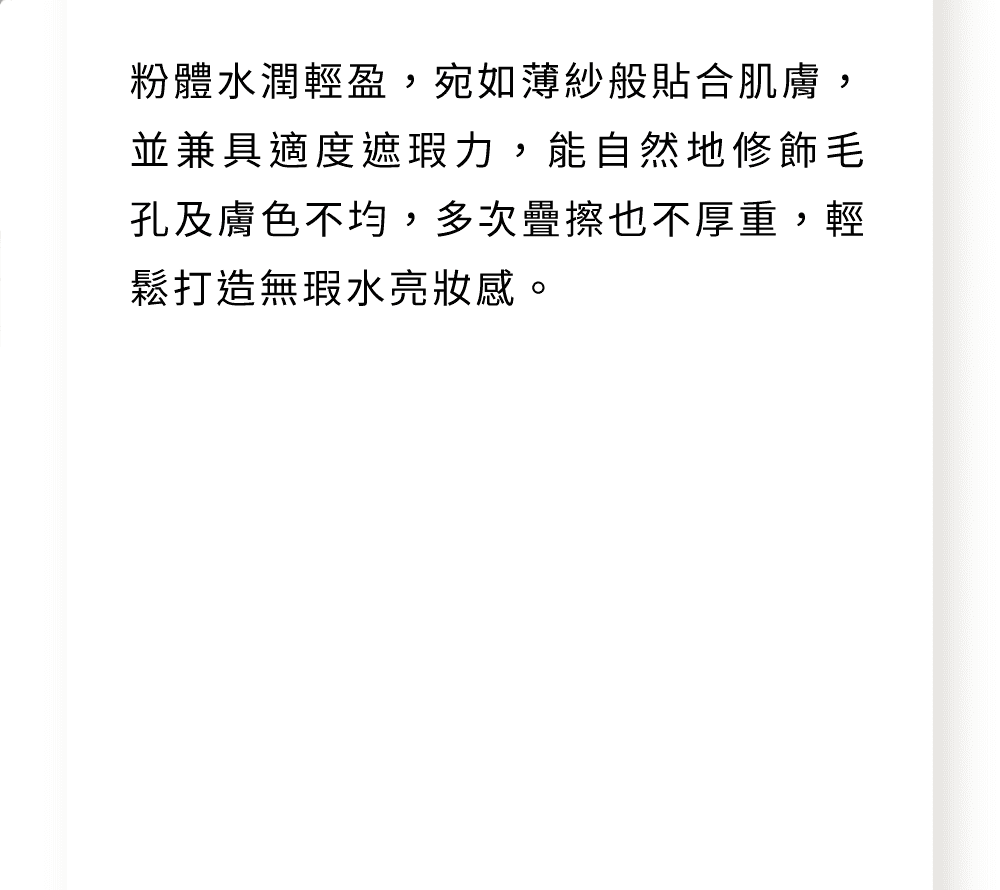 粉體水潤輕盈，宛如薄紗般貼合肌膚，
並兼具適度遮瑕力，能自然地修飾毛
孔及膚色不均，多次疊擦也不厚重，輕
鬆打造無瑕水亮妝感。